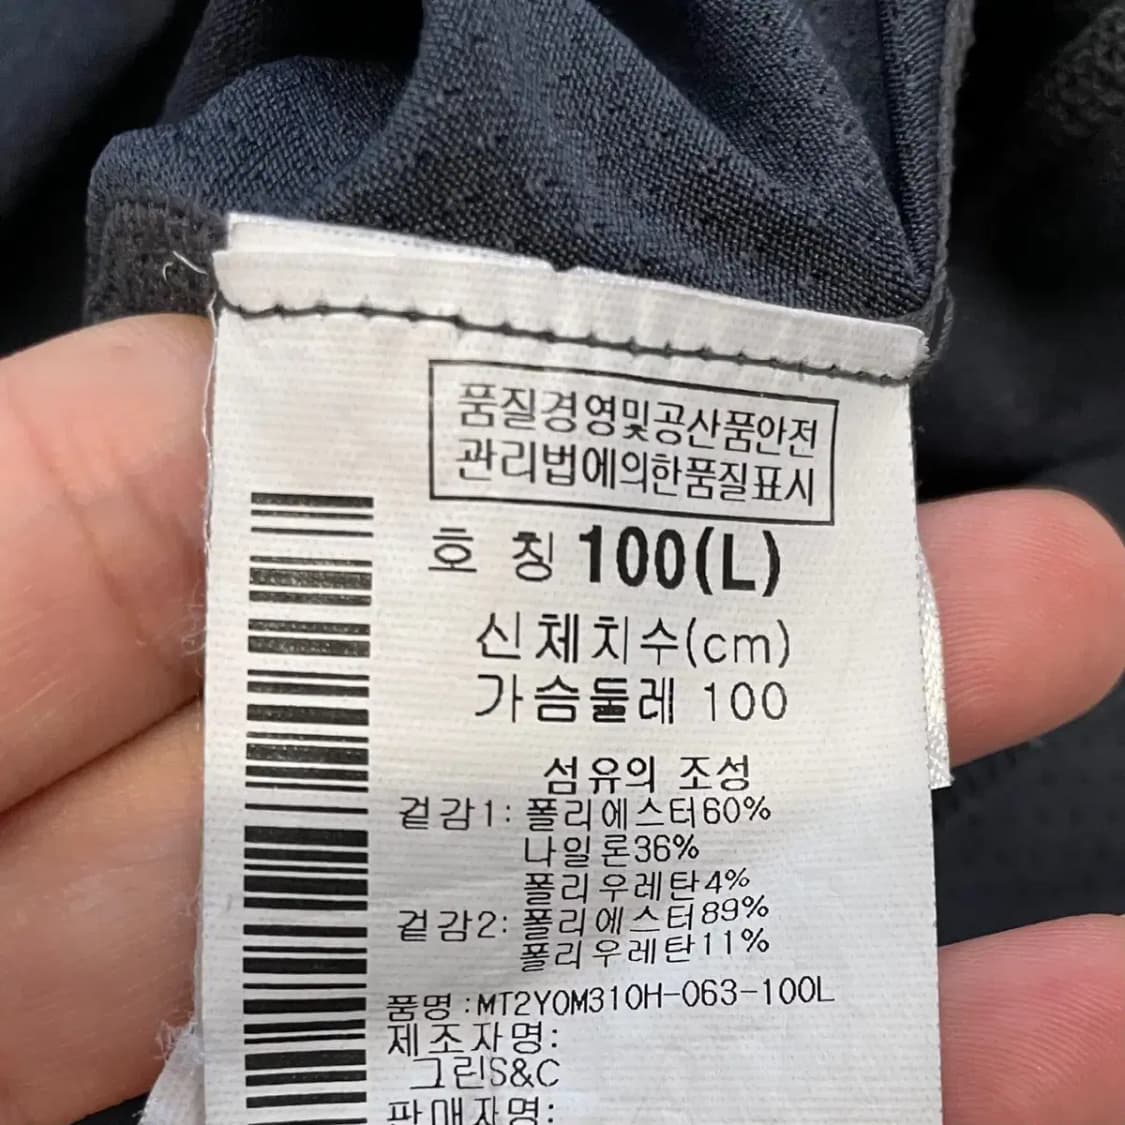 품질경영및공산품안전
관리법에의한품질표시
호 칭 100(L)
신체치수(cm)
가슴둘레 100
섬유의 조성
겉감1: 폴리에스터60%
나일론36%
폴리우레탄4%
겉감2: 폴리에스터89%
폴리우레탄11%
품명:MT2Y0M310H-063-100L
제조자명:
그린S&C
판매자명: